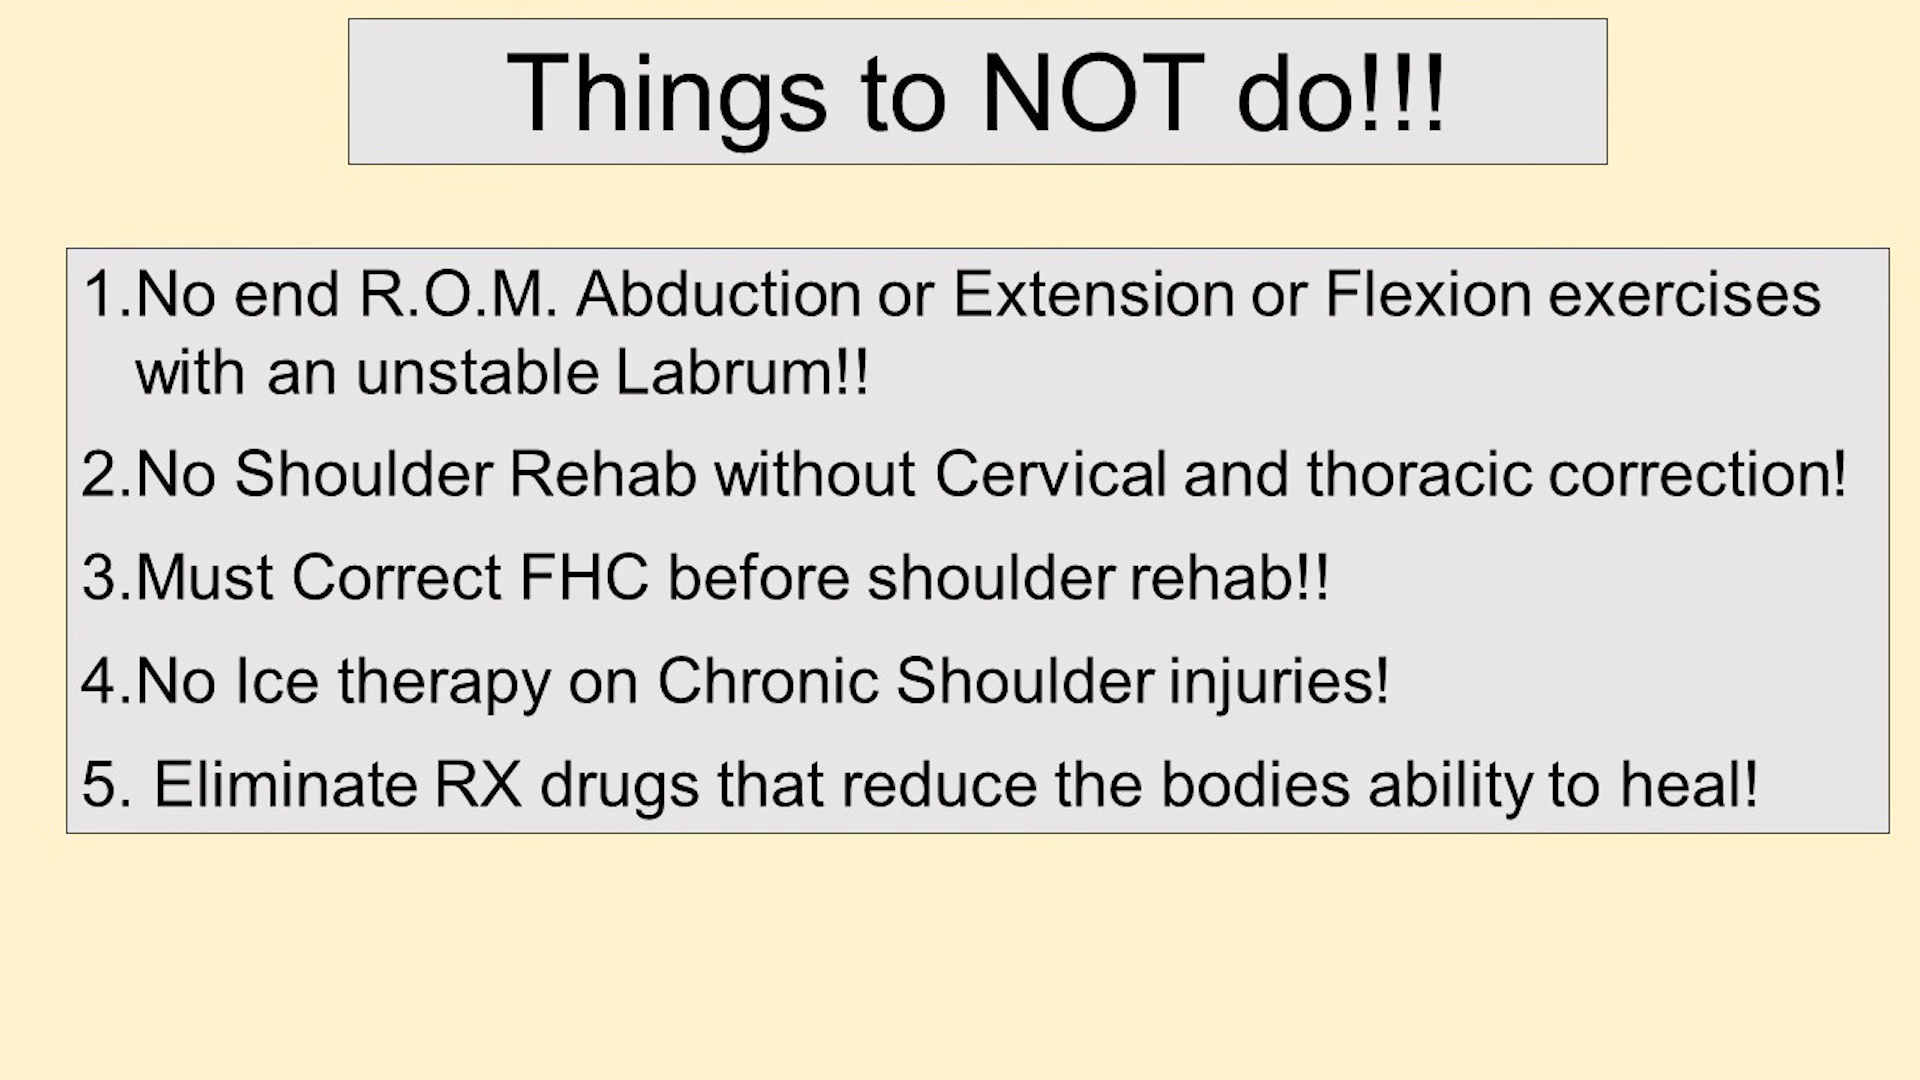 Things to NOT do!!!
1.No end R.O.M. Abduction or Extension or Flexion exercises
with an unstable Labrum!!
2.No Shoulder Rehab without Cervical and thoracic correction!
3.Must Correct FHC before shoulder rehab!!
4.No Ice therapy on Chronic Shoulder injuries!
5. Eliminate RX drugs that reduce the bodies ability to heal!